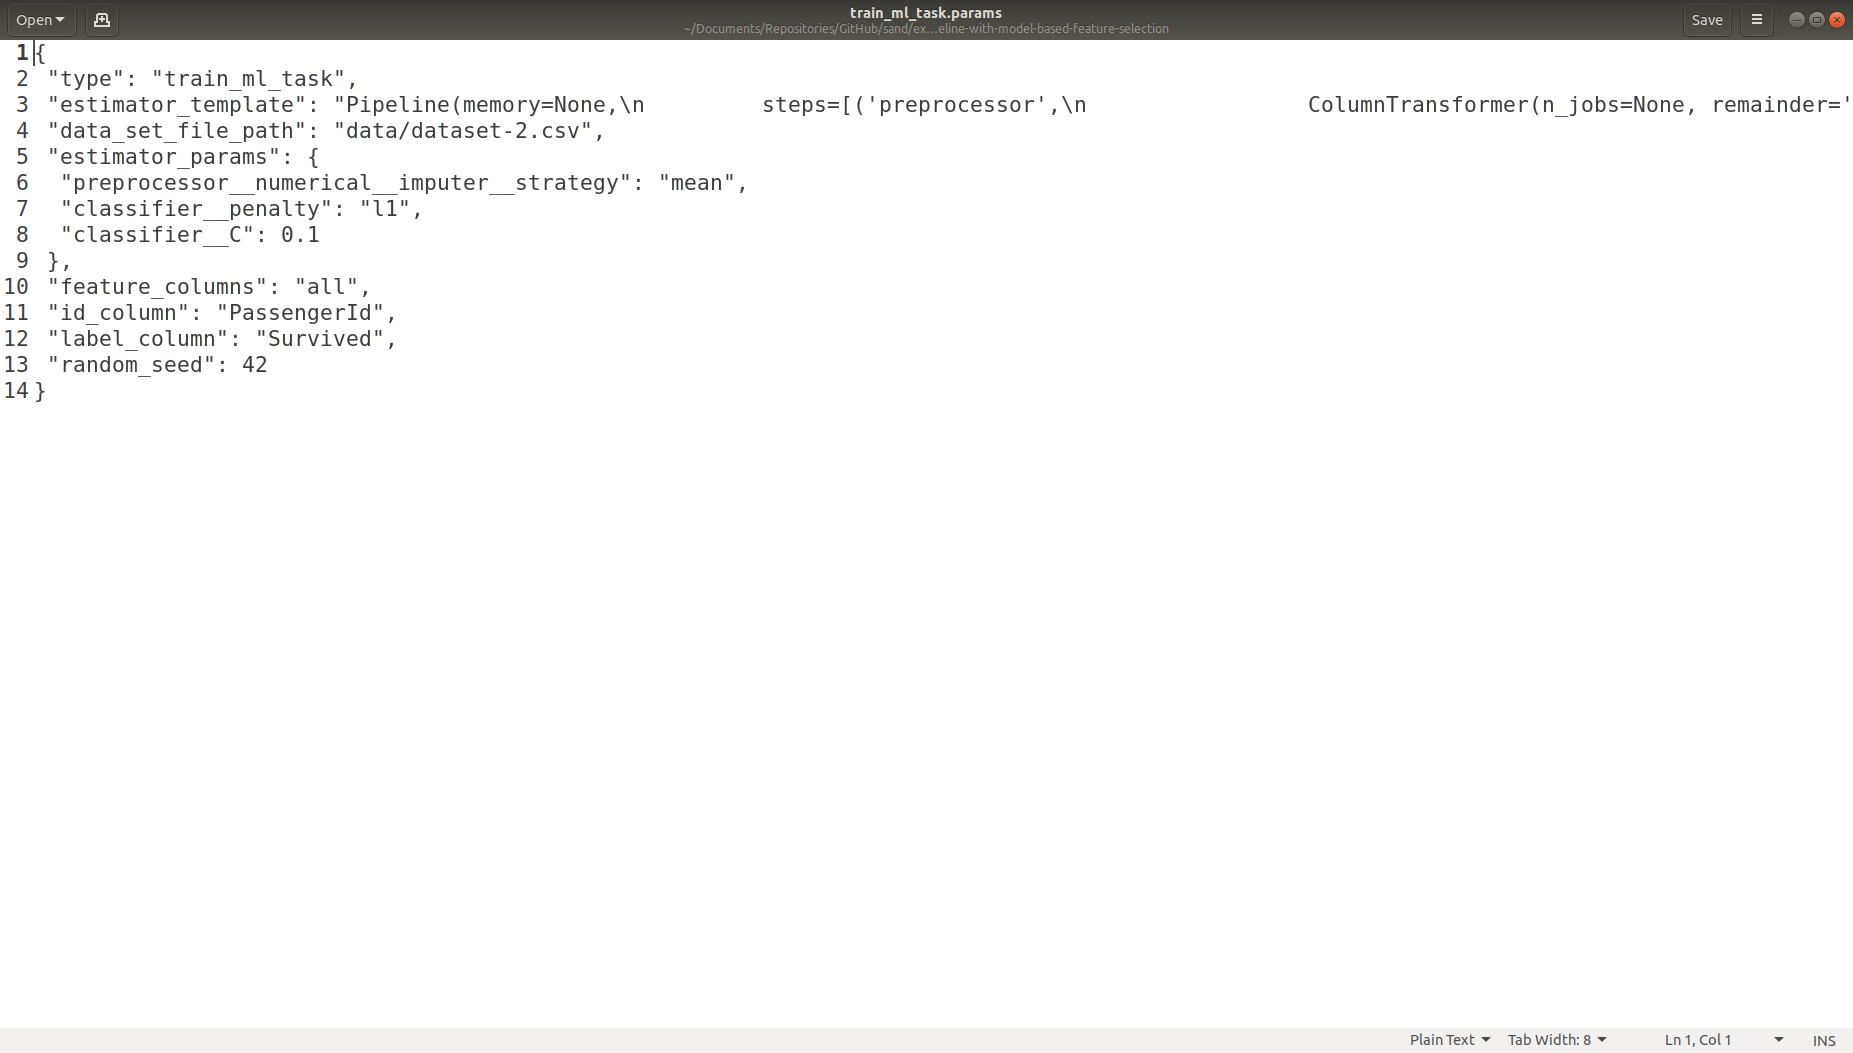 Open
train_ml_task.params
~/Documents/Repositories/GitHub/sand/ex...eline-with-model-based-feature-selection
Save
1 {
2  "type": "train_ml_task",
3  "estimator_template": "Pipeline(memory=None,\n         steps=[('preprocessor',\n                 ColumnTransformer(n_jobs=None, remainder='
4  "data_set_file_path": "data/dataset-2.csv",
5  "estimator_params": {
6   "preprocessor__numerical__imputer__strategy": "mean",
7   "classifier__penalty": "l1",
8   "classifier__C": 0.1
9  },
10  "feature_columns": "all",
11  "id_column": "PassengerId",
12  "label_column": "Survived",
13  "random_seed": 42
14 }
Plain Text Tab Width: 8 Ln 1, Col 1 INS